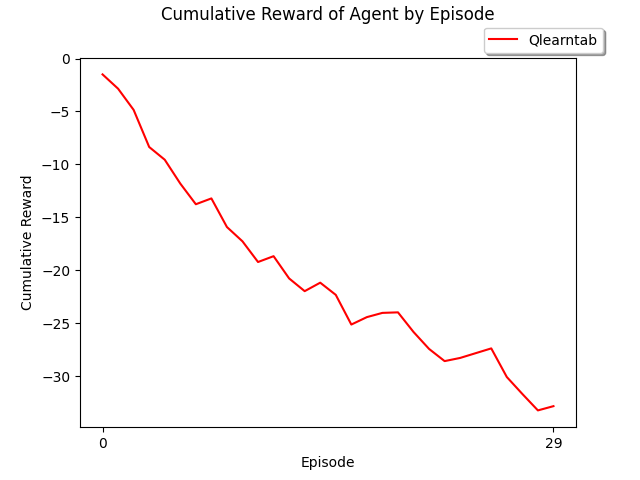 Cumulative Reward of Agent by Episode
Qlearntab
0
−5
−10
−15
−20
−25
−30
Cumulative Reward
0 29
Episode